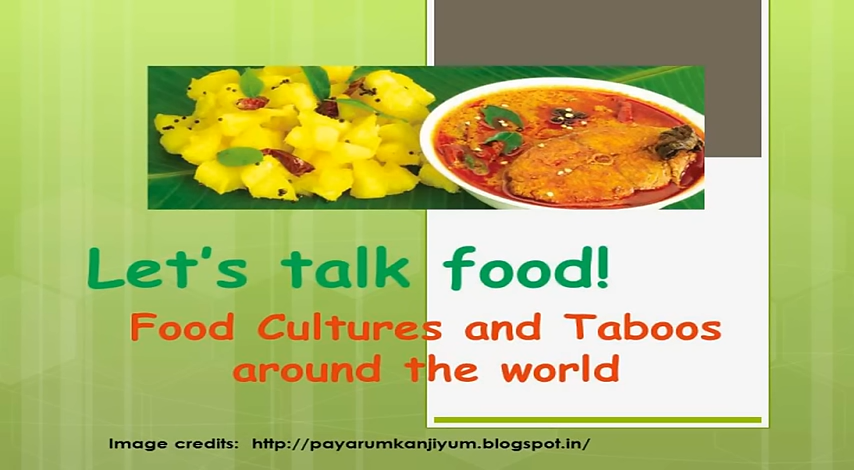 Let's talk food!
Food Cultures and Taboos
around the world
Image credits: http://payarumkanjiyum.blogspot.in/